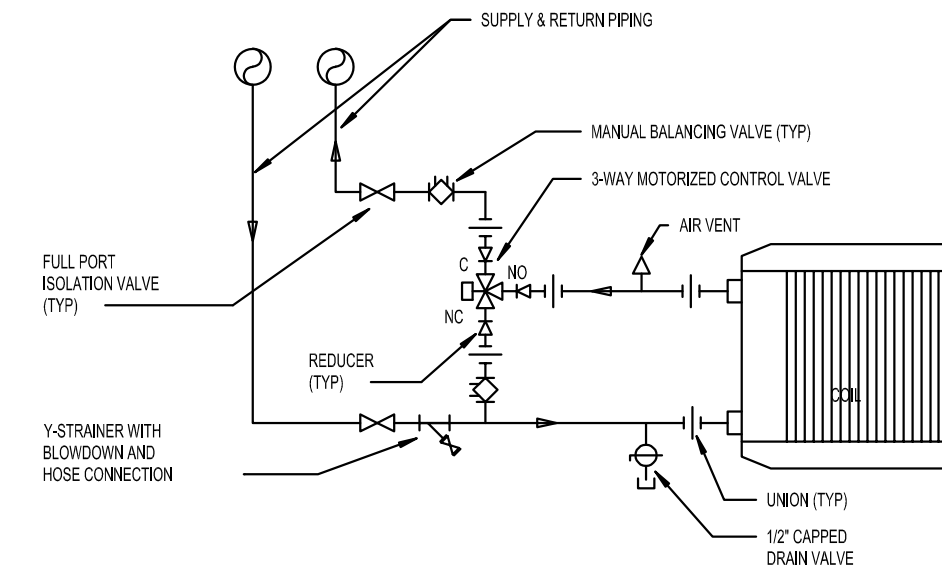 SUPPLY & RETURN PIPING
MANUAL BALANCING VALVE (TYP)
3-WAY MOTORIZED CONTROL VALVE
AIR VENT
FULL PORT
ISOLATION VALVE
(TYP)
C
NO
NC
REDUCER
(TYP)
COIL
Y-STRAINER WITH
BLOWDOWN AND
HOSE CONNECTION
UNION (TYP)
1/2" CAPPED
DRAIN VALVE